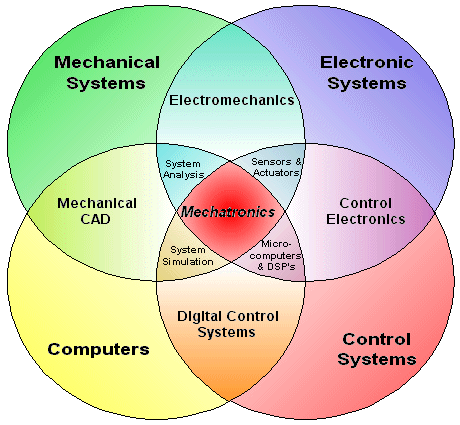 Mechanical
Systems
Electronic
Systems
Electromechanics
System
Analysis
Sensors &
Actuators
Mechanical
CAD
Mechatronics
Control
Electronics
System
Simulation
Micro-
computers
& DSP's
Digital Control
Systems
Computers
Control
Systems